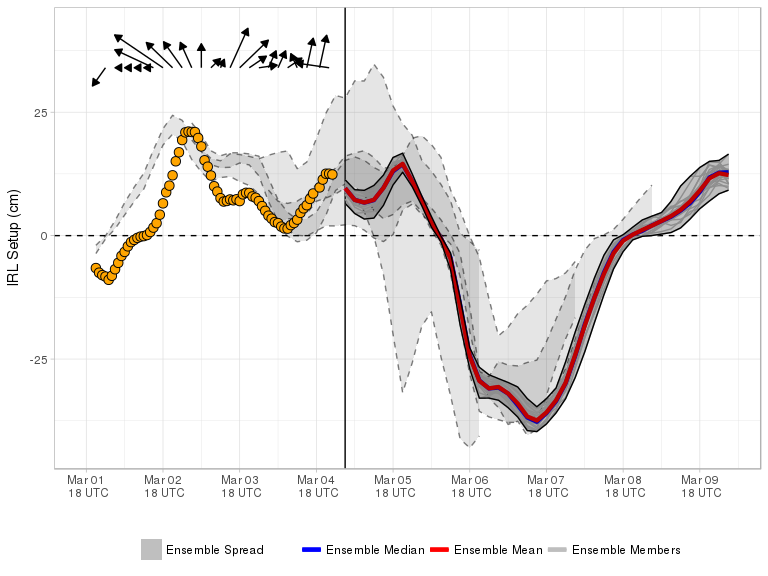 IRL Setup (cm)
25
0
-25
Mar 01 Mar 02 Mar 03 Mar 04 Mar 05 Mar 06 Mar 07 Mar 08 Mar 09
18 UTC 18 UTC 18 UTC 18 UTC 18 UTC 18 UTC 18 UTC 18 UTC 18 UTC
Ensemble Spread Ensemble Median Ensemble Mean Ensemble Members